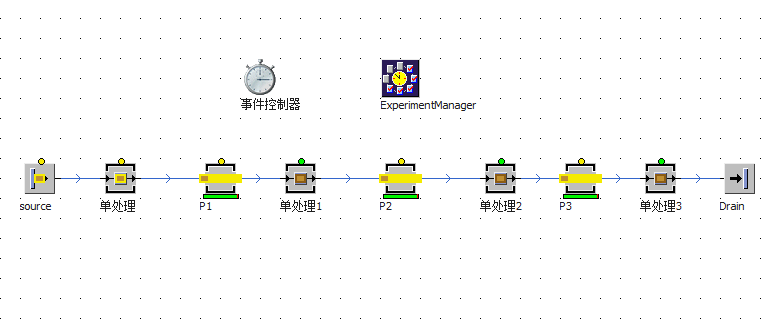 事件控制器
ExperimentManager
source
单处理
P1
单处理1
P2
单处理2
P3
单处理3
Drain